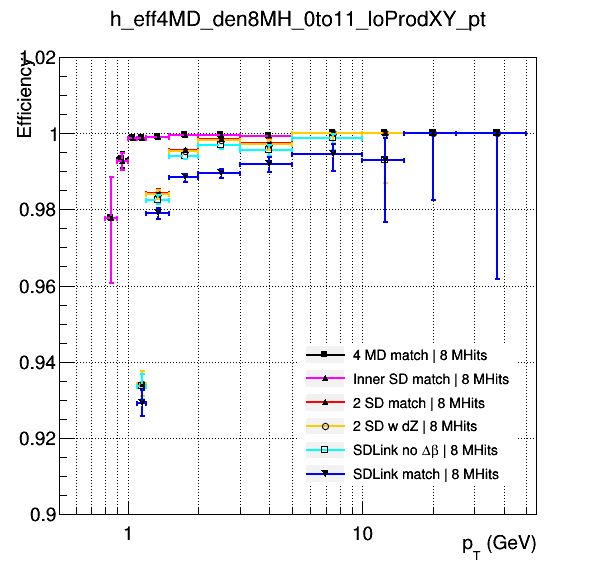 h_eff4MD_den8MH_0to11_loProdXY_pt
Efficiency
1.02
1
0.98
0.96
0.94
0.92
0.9
4 MD match | 8 MHits
Inner SD match | 8 MHits
2 SD match | 8 MHits
2 SD w dZ | 8 MHits
SDLink no Δβ | 8 MHits
SDLink match | 8 MHits
1
10
p_T (GeV)